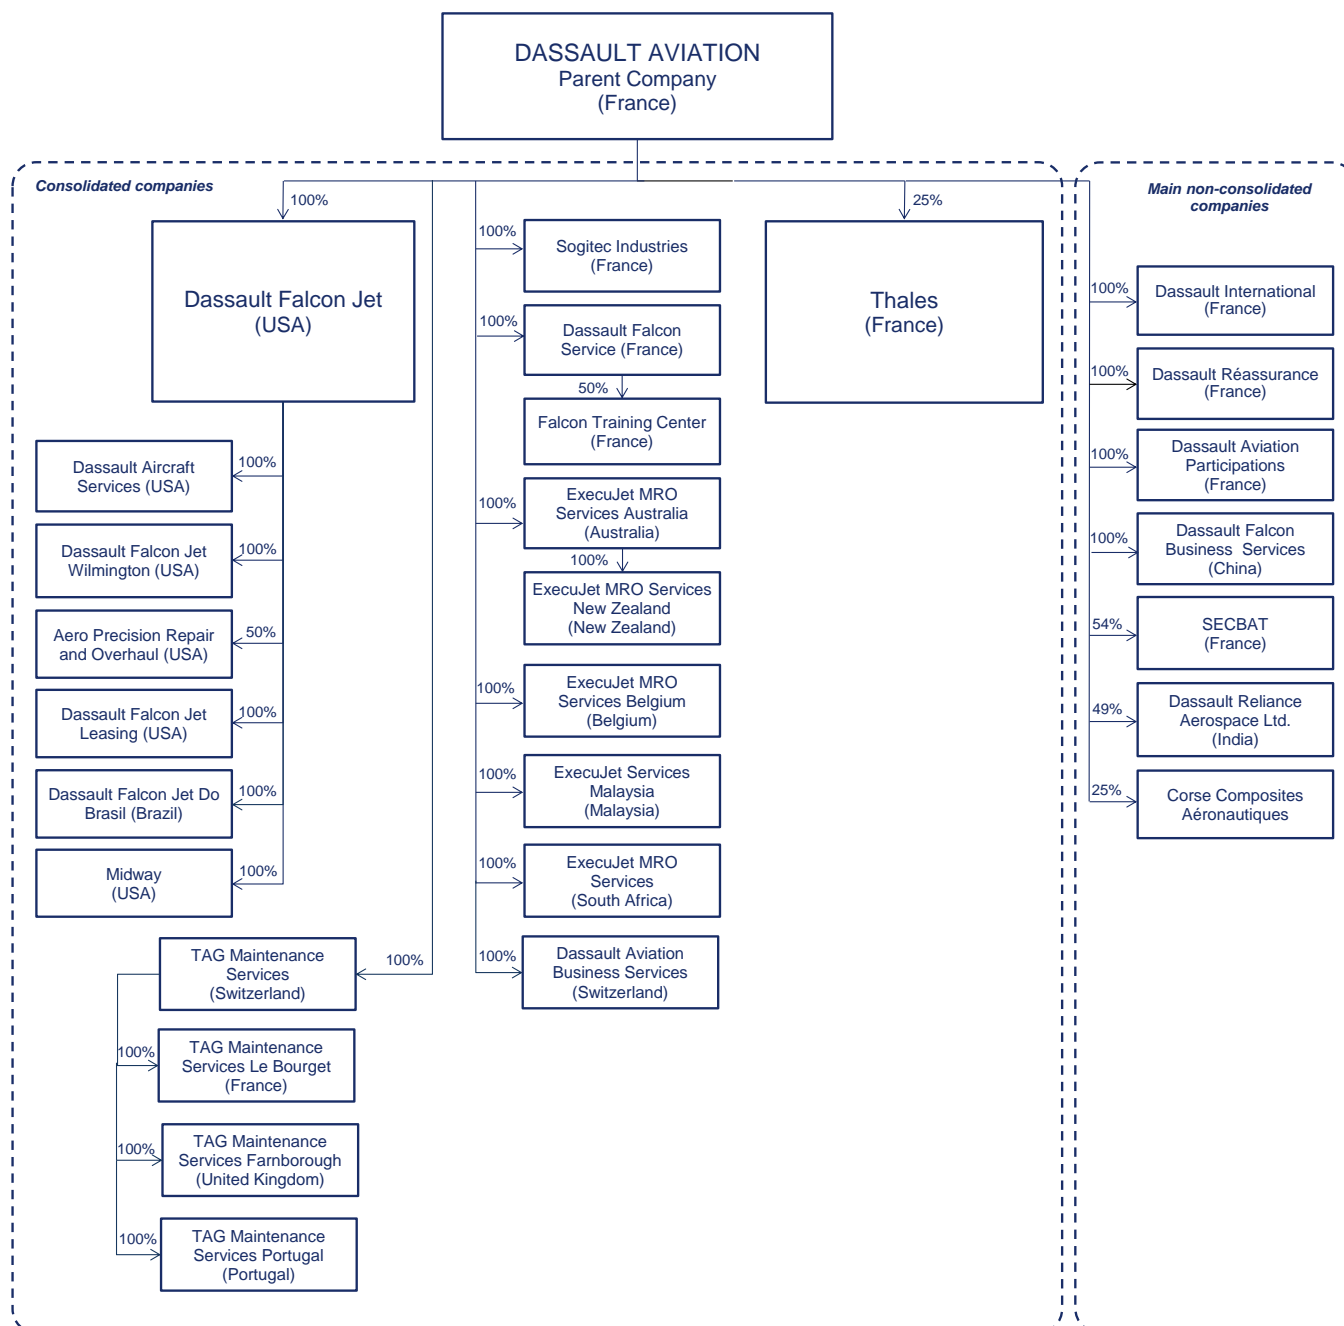 DASSAULT AVIATION
Parent Company
(France)
Consolidated companies
Main non-consolidated
companies
100%
25%
Dassault Falcon Jet
(USA)
100%
Dassault Aircraft
Services (USA)
100%
Dassault Falcon Jet
Wilmington (USA)
50%
Aero Precision Repair
and Overhaul (USA)
100%
Dassault Falcon Jet
Leasing (USA)
100%
Dassault Falcon Jet Do
Brasil (Brazil)
100%
Midway
(USA)
100%
TAG Maintenance
Services
(Switzerland)
100%
TAG Maintenance
Services Le Bourget
(France)
100%
TAG Maintenance
Services Farnborough
(United Kingdom)
100%
TAG Maintenance
Services Portugal
(Portugal)
100%
Sogitec Industries
(France)
100%
Dassault Falcon
Service (France)
50%
Falcon Training Center
(France)
100%
ExecuJet MRO
Services Australia
(Australia)
100%
ExecuJet MRO Services
New Zealand
(New Zealand)
100%
ExecuJet MRO
Services Belgium
(Belgium)
100%
ExecuJet Services
Malaysia
(Malaysia)
100%
ExecuJet MRO
Services
(South Africa)
100%
Dassault Aviation
Business Services
(Switzerland)
Thales
(France)
100%
Dassault International
(France)
100%
Dassault Réassurance
(France)
100%
Dassault Aviation
Participations
(France)
100%
Dassault Falcon
Business Services
(China)
54%
SECBAT
(France)
49%
Dassault Reliance
Aerospace Ltd.
(India)
25%
Corse Composites
Aéronautiques